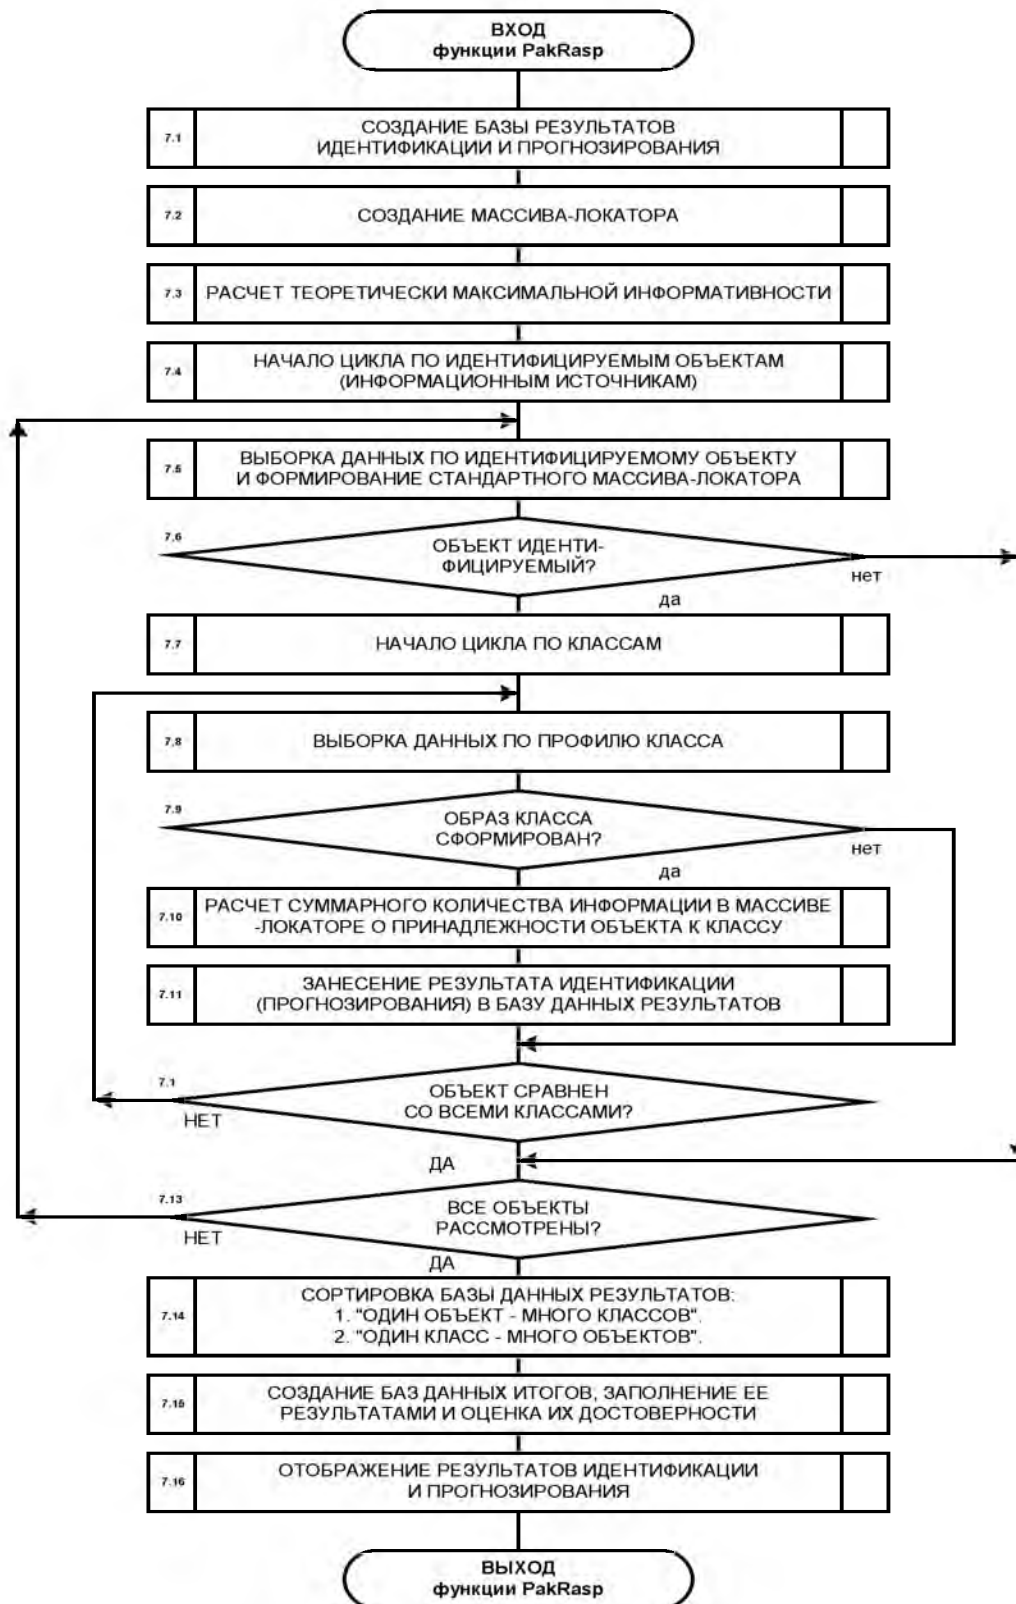 ВХОД
функции PakRasp
7.1
СОЗДАНИЕ БАЗЫ РЕЗУЛЬТАТОВ
ИДЕНТИФИКАЦИИ И ПРОГНОЗИРОВАНИЯ
7.2
СОЗДАНИЕ МАССИВА-ЛОКАТОРА
7.3
РАСЧЕТ ТЕОРЕТИЧЕСКИ МАКСИМАЛЬНОЙ ИНФОРМАТИВНОСТИ
7.4
НАЧАЛО ЦИКЛА ПО ИДЕНТИФИЦИРУЕМЫМ ОБЪЕКТАМ
(ИНФОРМАЦИОННЫМ ИСТОЧНИКАМ)
7.5
ВЫБОРКА ДАННЫХ ПО ИДЕНТИФИЦИРУЕМОМУ ОБЪЕКТУ
И ФОРМИРОВАНИЕ СТАНДАРТНОГО МАССИВА-ЛОКАТОРА
7.6
ОБЪЕКТ ИДЕНТИ-
ФИЦИРУЕМЫЙ?
нет
да
7.7
НАЧАЛО ЦИКЛА ПО КЛАССАМ
7.8
ВЫБОРКА ДАННЫХ ПО ПРОФИЛЮ КЛАССА
7.9
ОБРАЗ КЛАССА
СФОРМИРОВАН?
нет
да
7.10
РАСЧЕТ СУММАРНОГО КОЛИЧЕСТВА ИНФОРМАЦИИ В МАССИВЕ
-ЛОКАТОРЕ О ПРИНАДЛЕЖНОСТИ ОБЪЕКТА К КЛАССУ
7.11
ЗАНЕСЕНИЕ РЕЗУЛЬТАТА ИДЕНТИФИКАЦИИ
(ПРОГНОЗИРОВАНИЯ) В БАЗУ ДАННЫХ РЕЗУЛЬТАТОВ
7.1
ОБЪЕКТ СРАВНЕН
СО ВСЕМИ КЛАССАМИ?
НЕТ
ДА
7.13
ВСЕ ОБЪЕКТЫ
РАССМОТРЕНЫ?
НЕТ
ДА
7.14
СОРТИРОВКА БАЗЫ ДАННЫХ РЕЗУЛЬТАТОВ:
1. "ОДИН ОБЪЕКТ - МНОГО КЛАССОВ".
2. "ОДИН КЛАСС - МНОГО ОБЪЕКТОВ".
7.15
СОЗДАНИЕ БАЗ ДАННЫХ ИТОГОВ, ЗАПОЛНЕНИЕ ЕЕ
РЕЗУЛЬТАТАМИ И ОЦЕНКА ИХ ДОСТОВЕРНОСТИ
7.16
ОТОБРАЖЕНИЕ РЕЗУЛЬТАТОВ ИДЕНТИФИКАЦИИ
И ПРОГНОЗИРОВАНИЯ
ВЫХОД
функции PakRasp